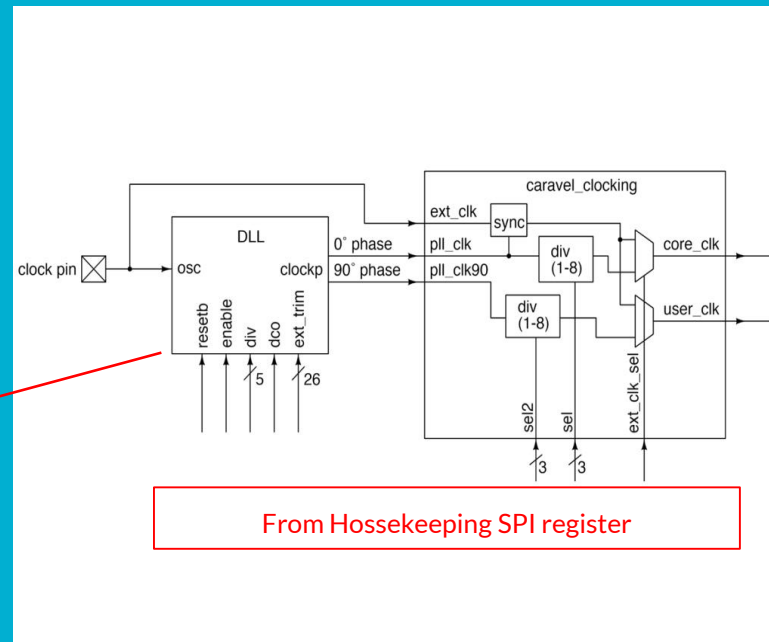 caravel_clocking
ext_clk
sync
DLL
0° phase
pll_clk
core_clk
clock pin
osc
clockp
90° phase
pll_clk90
div
(1-8)
div
(1-8)
user_clk
resetb
enable
div
dco
ext_trim
5
26
sel2
sel
ext_clk_sel
3
3
From Hossekeeping SPI register